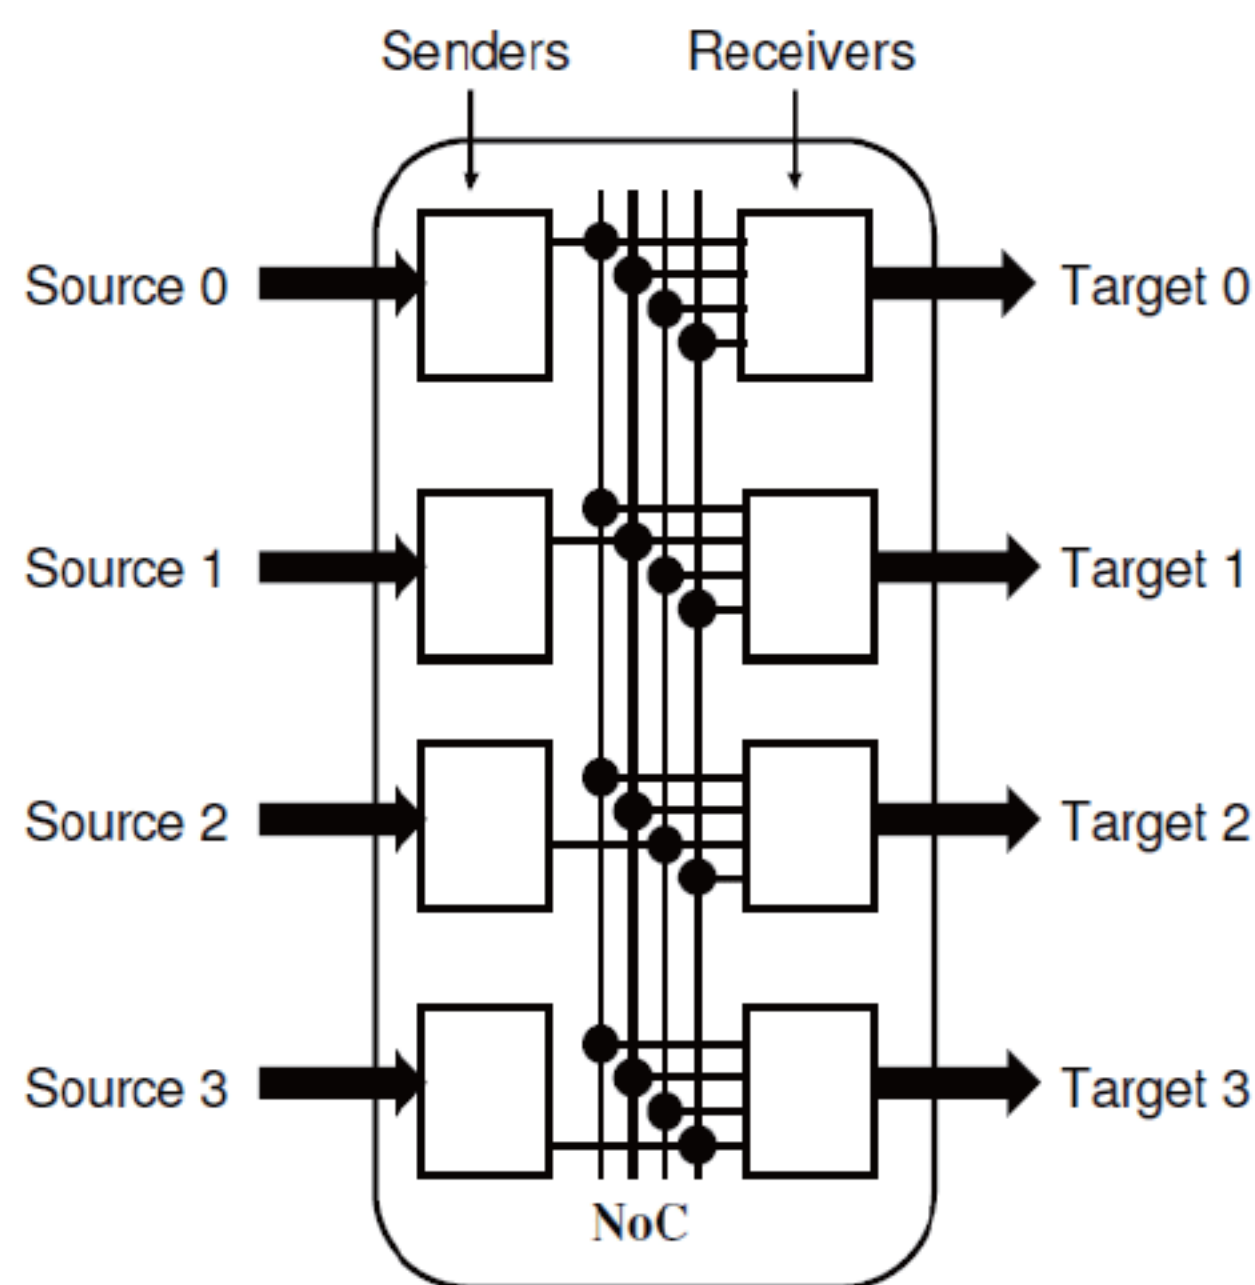 Senders
Receivers
Source 0
Target 0
Source 1
Target 1
Source 2
Target 2
Source 3
Target 3
NoC